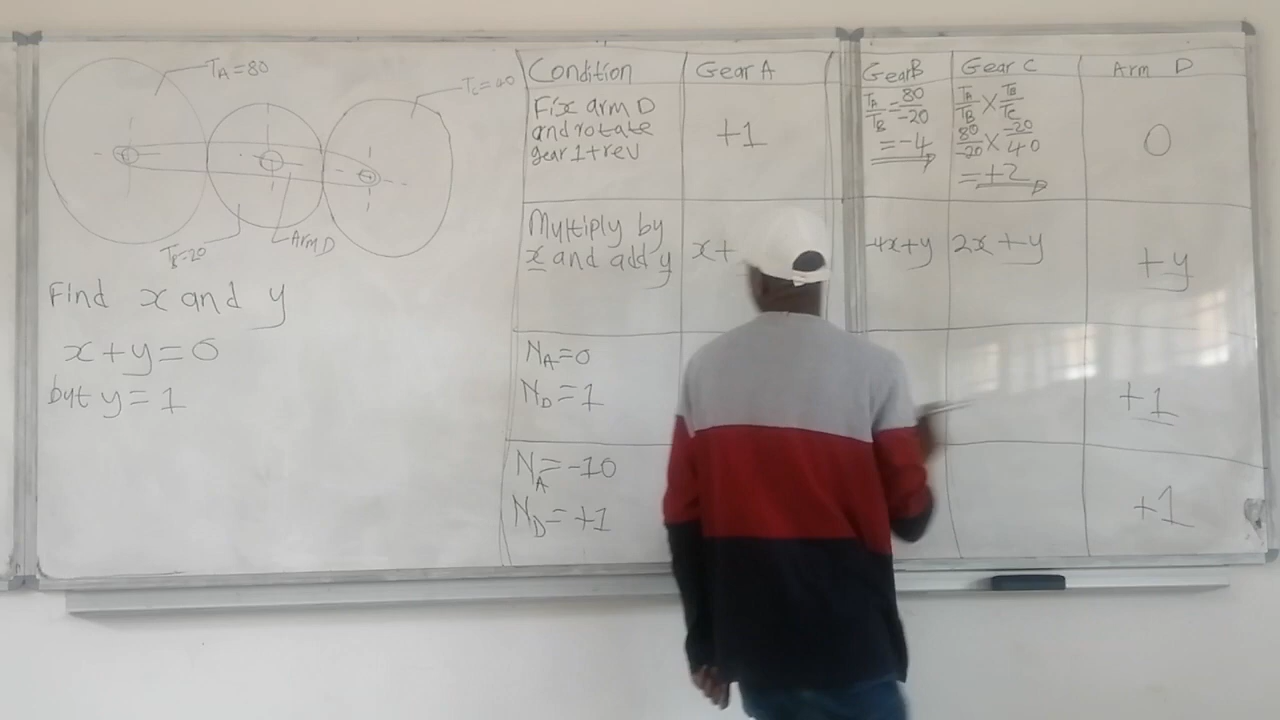 T_A = 80
T_C = 40
T_B = 20
Arm D
Find x and y
x + y = 0
but y = 1
Condition
Gear A
Gear B
Gear C
Arm D
Fix arm D
and rotate
gear 1 + rev
+1
T_A/T_B = 80/-20
= -4
T_A/T_B × T_B/T_C
80/-20 × -20/40
= +2
0
Multiply by
x and add y
x +
-4x + y
2x + y
+y
N_A = 0
N_D = 1
+1
N_A = -10
N_D = +1
+1